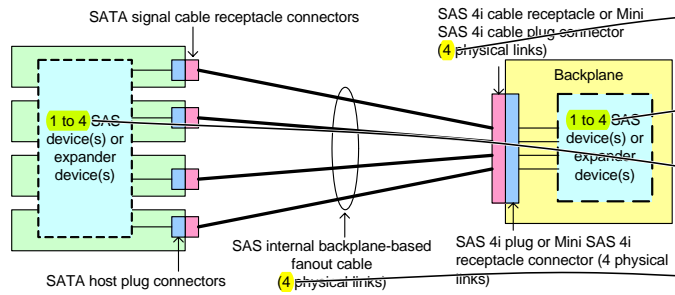 SATA signal cable receptacle connectors
SAS 4i cable receptacle or Mini
SAS 4i cable plug connector
(4 physical links)
Backplane
1 to 4 SAS
device(s) or
expander
device(s)
1 to 4 SAS
device(s) or
expander
device(s)
SAS internal backplane-based
fanout cable
(4 physical links)
SAS 4i plug or Mini SAS 4i
receptacle connector (4 physical
links)
SATA host plug connectors